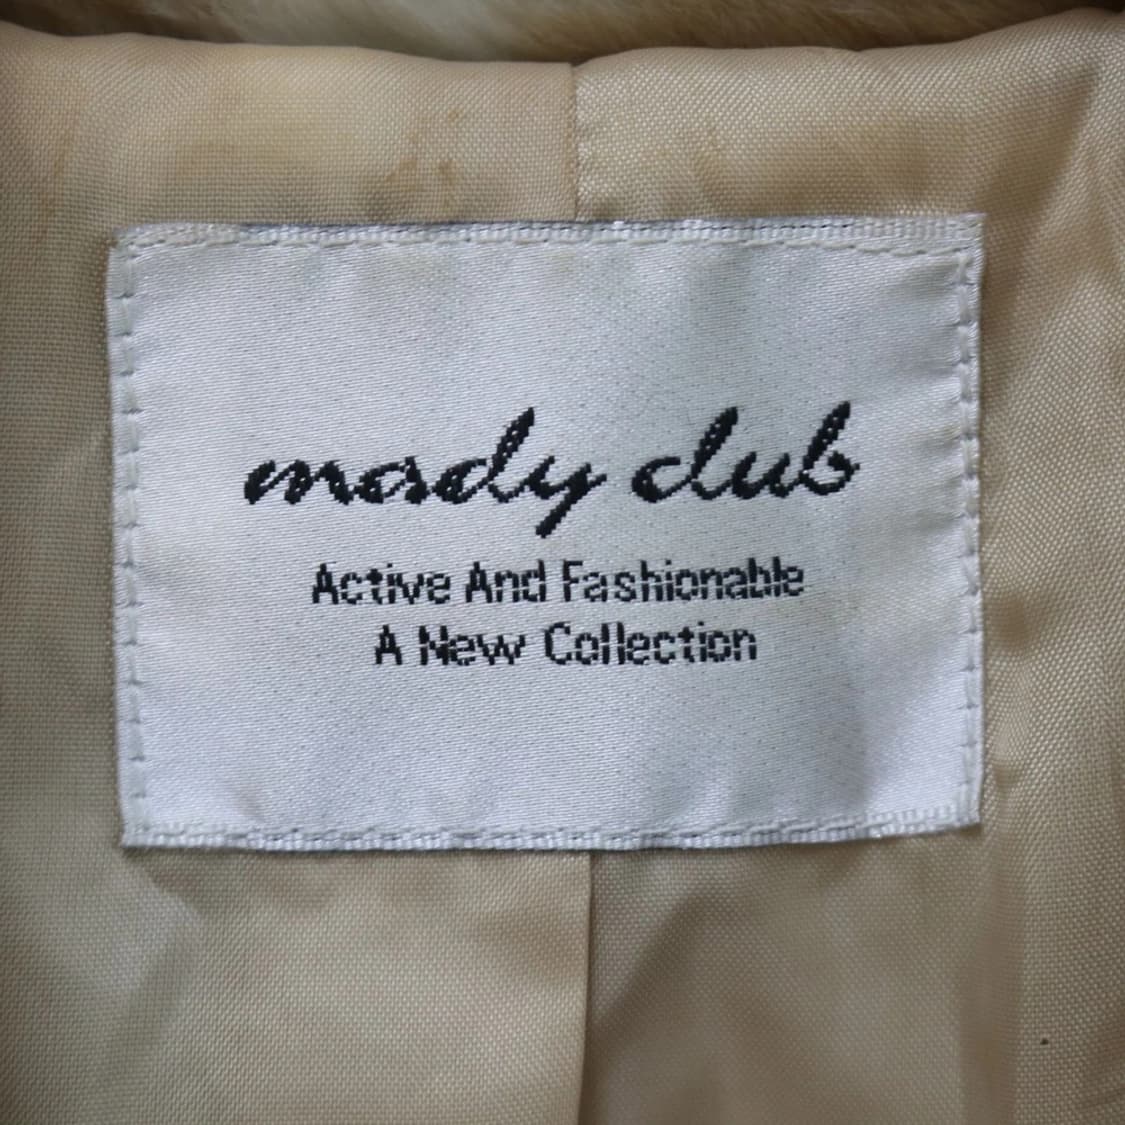 mady club
Active And Fashionable
A New Collection